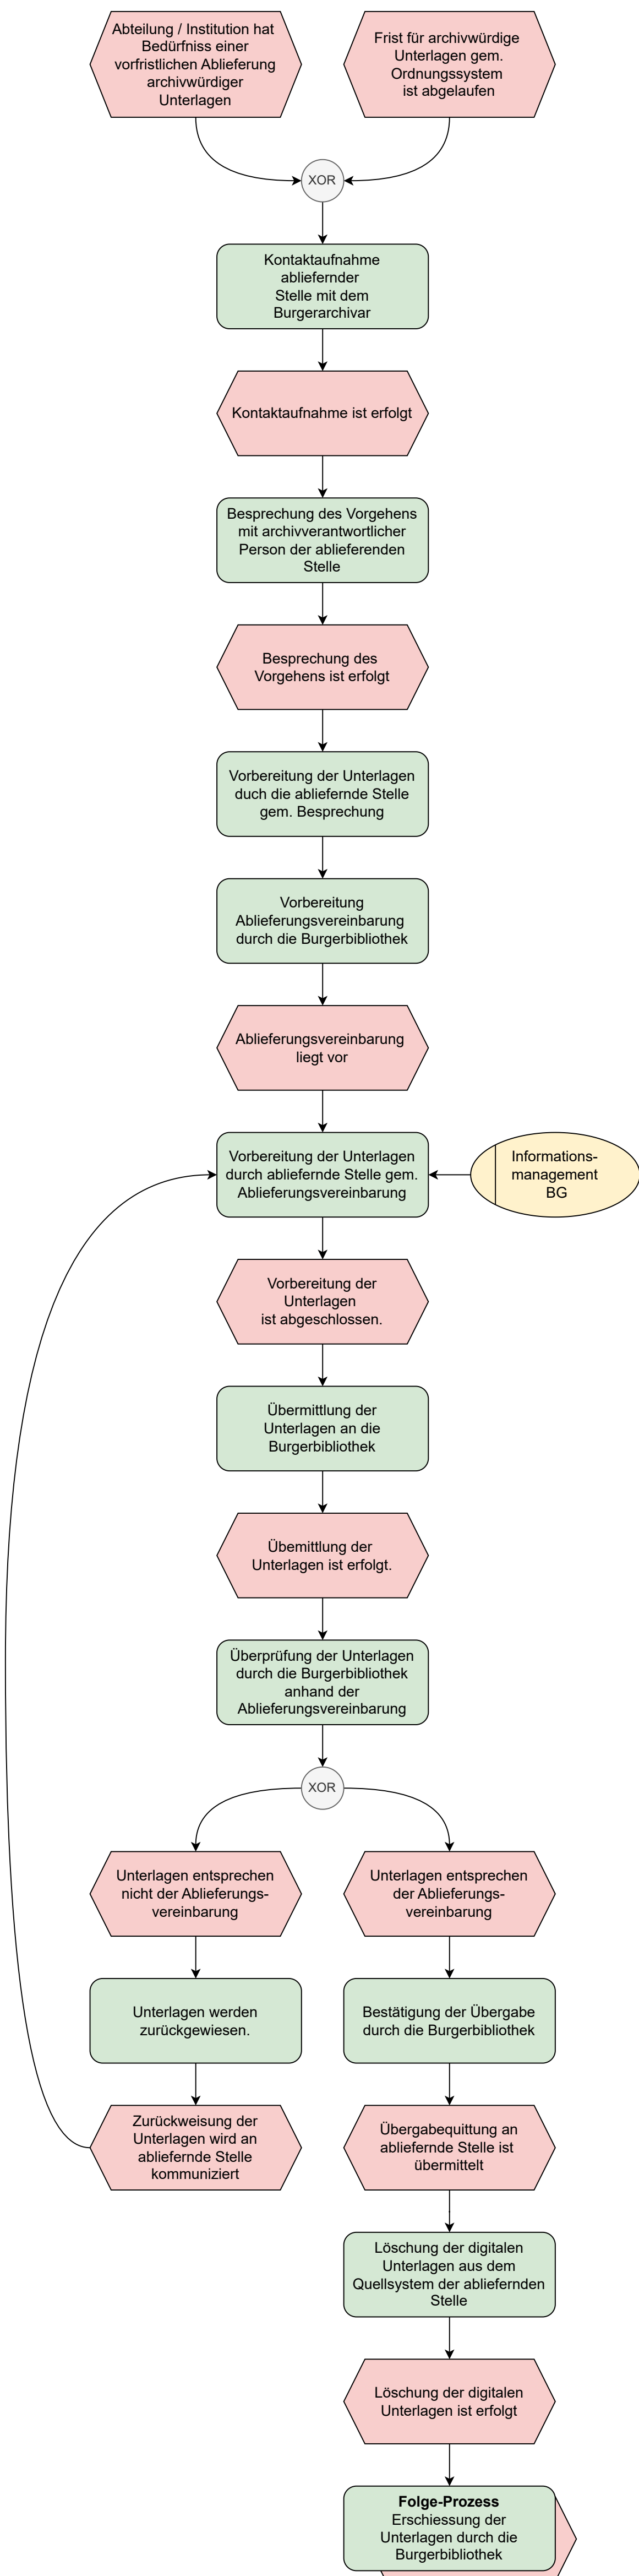 Abteilung / Institution hat
Bedürfniss einer
vorfristlichen Ablieferung
archivwürdiger
Unterlagen
Frist für archivwürdige
Unterlagen gem.
Ordnungssystem
ist abgelaufen
XOR
Kontaktaufnahme
abliefernder
Stelle mit dem
Burgerarchivar
Kontaktaufnahme ist erfolgt
Besprechung des Vorgehens
mit archivverantwortlicher
Person der ablieferenden
Stelle
Besprechung des
Vorgehens ist erfolgt
Vorbereitung der Unterlagen
duch die abliefernde Stelle
gem. Besprechung
Vorbereitung
Ablieferungsvereinbarung
durch die Burgerbibliothek
Ablieferungsvereinbarung
liegt vor
Vorbereitung der Unterlagen
durch abliefernde Stelle gem.
Ablieferungsvereinbarung
Informations-
management
BG
Vorbereitung der
Unterlagen
ist abgeschlossen.
Übermittlung der
Unterlagen an die
Burgerbibliothek
Übemittlung der
Unterlagen ist erfolgt.
Überprüfung der Unterlagen
durch die Burgerbibliothek
anhand der
Ablieferungsvereinbarung
XOR
Unterlagen entsprechen
nicht der Ablieferungs-
vereinbarung
Unterlagen entsprechen
der Ablieferungs-
vereinbarung
Unterlagen werden
zurückgewiesen.
Bestätigung der Übergabe
durch die Burgerbibliothek
Zurückweisung der
Unterlagen wird an
abliefernde Stelle
kommuniziert
Übergabequittung an
abliefernde Stelle ist
übermittelt
Löschung der digitalen
Unterlagen aus dem
Quellsystem der abliefernden
Stelle
Löschung der digitalen
Unterlagen ist erfolgt
Folge-Prozess
Erschiessung der
Unterlagen durch die
Burgerbibliothek